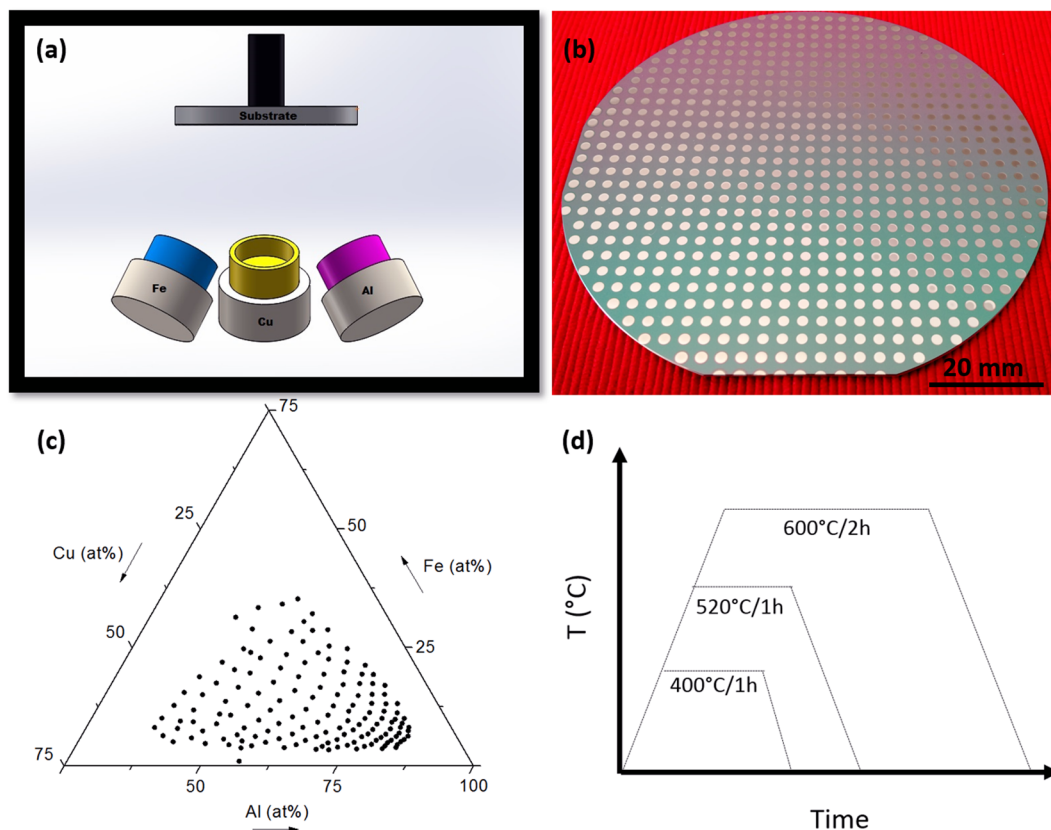 (a)
Substrate
Fe
Cu
Al
(b)
20 mm
(c)
75
25
50
Cu (at%)
Fe (at%)
50
25
75
50
75
100
Al (at%)
(d)
T (°C)
600°C/2h
520°C/1h
400°C/1h
Time